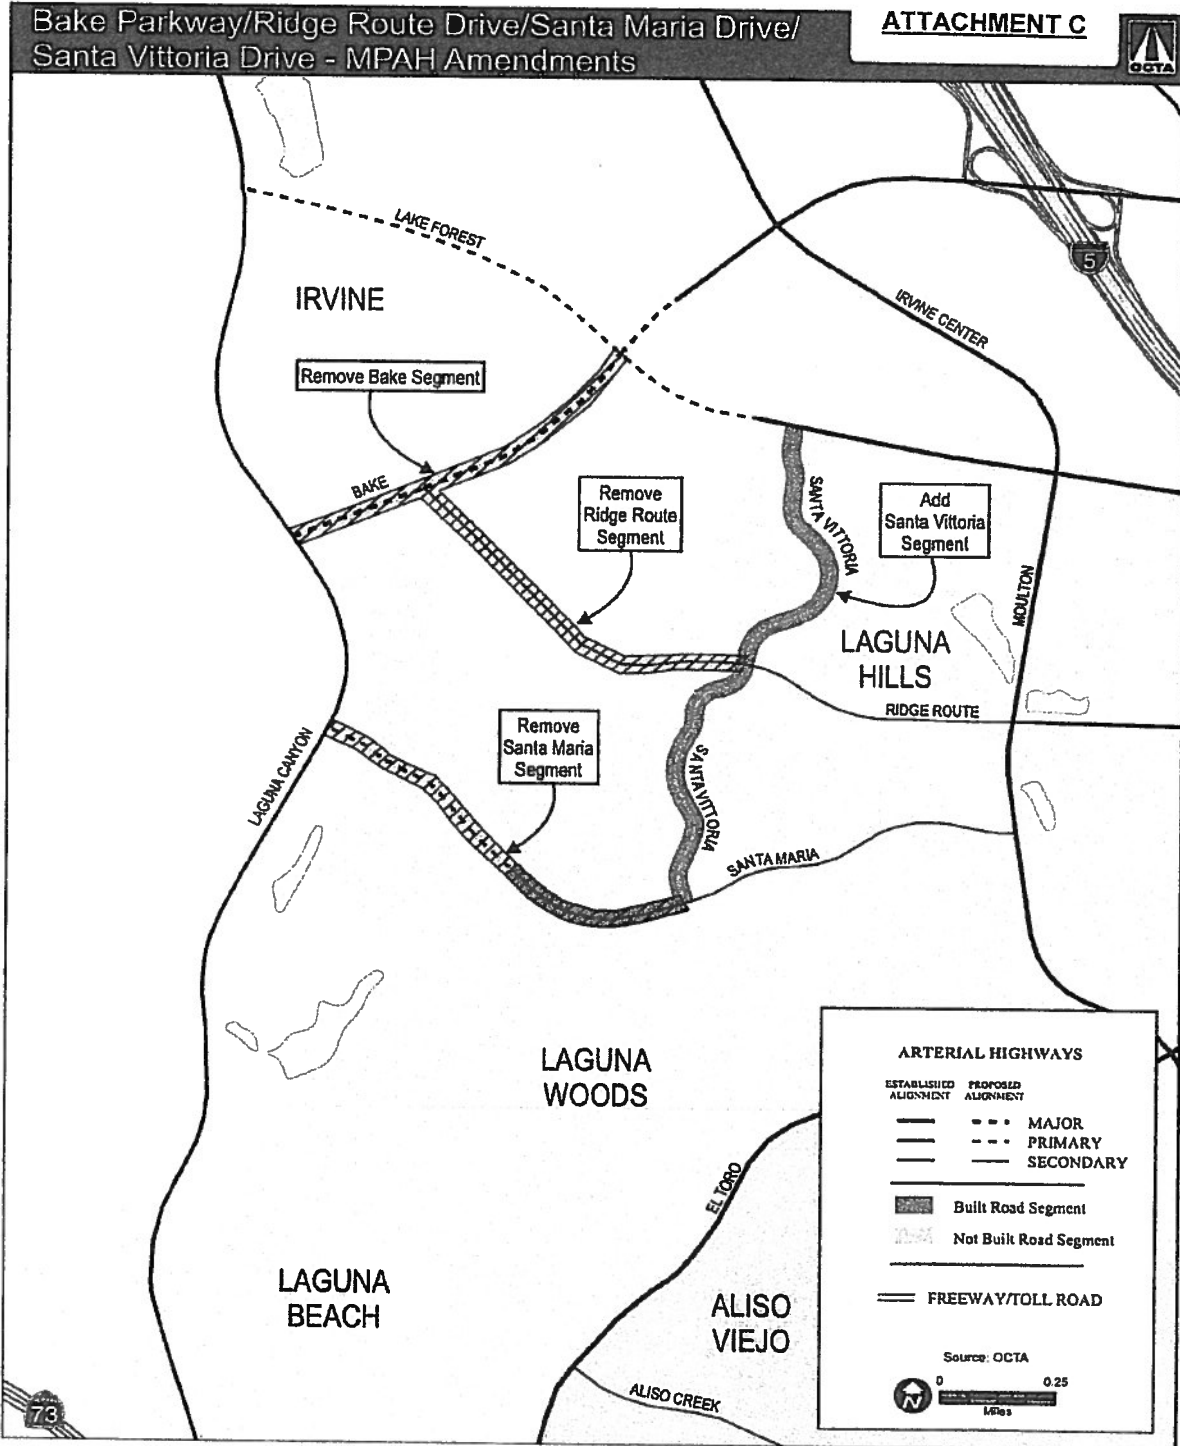 Bake Parkway/Ridge Route Drive/Santa Maria Drive/
Santa Vittoria Drive - MPAH Amendments
ATTACHMENT C
OCTA
LAKE FOREST
5
IRVINE
IRVINE CENTER
Remove Bake Segment
BAKE
Remove
Ridge Route
Segment
SANTA VITTORIA
Add
Santa Vittoria
Segment
MOULTON
LAGUNA
HILLS
RIDGE ROUTE
Remove
Santa Maria
Segment
LAGUNA CANYON
SANTA VITTORIA
SANTA MARIA
LAGUNA
WOODS
EL TORO
LAGUNA
BEACH
ALISO
VIEJO
ALISO CREEK
73
ARTERIAL HIGHWAYS
ESTABLISHED
ALIGNMENT
PROPOSED
ALIGNMENT
MAJOR
PRIMARY
SECONDARY
Built Road Segment
Not Built Road Segment
FREEWAY/TOLL ROAD
Source: OCTA
N
0 0.25
Miles